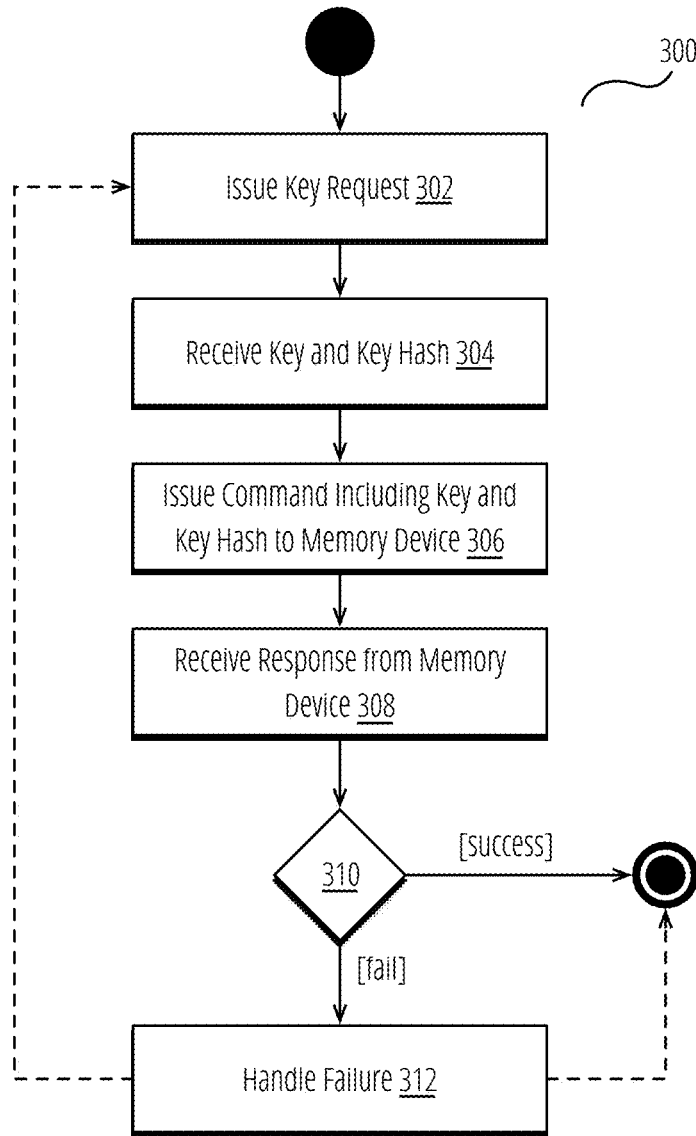 300
Issue Key Request 302
Receive Key and Key Hash 304
Issue Command Including Key and
Key Hash to Memory Device 306
Receive Response from Memory
Device 308
310
[success]
[fail]
Handle Failure 312